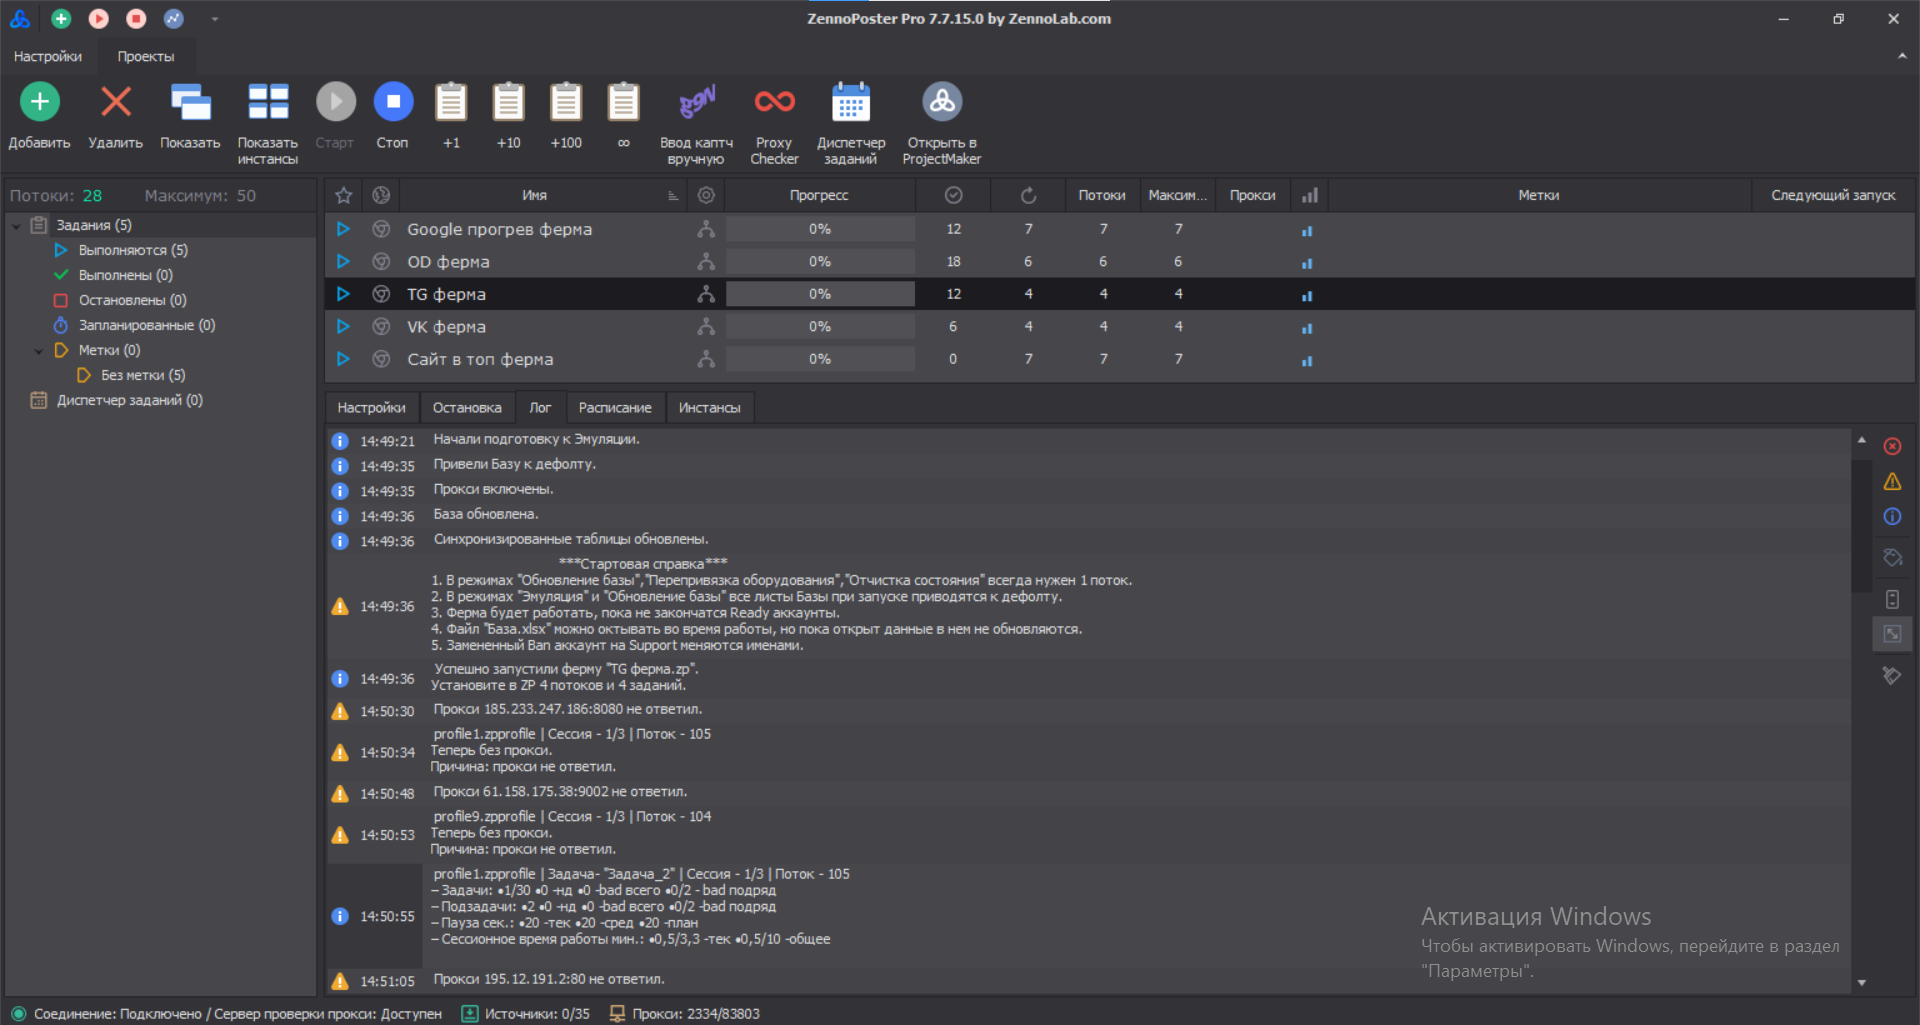 ZennoPoster Pro 7.7.15.0 by ZennoLab.com
Настройки
Проекты
Добавить
Удалить
Показать
Показать
инстансы
Старт
Стоп
+1
+10
+100
∞
gen
Ввод каптч
вручную
Proxy
Checker
Диспетчер
заданий
Открыть в
ProjectMaker
Потоки: 28
Максимум: 50
Задания (5)
Выполняются (5)
Выполнены (0)
Остановлены (0)
Запланированные (0)
Метки (0)
Без метки (5)
Диспетчер заданий (0)
Имя Прогресс Потоки Максим... Прокси Метки Следующий запуск
Google прогрев ферма 0% 12 7 7 7
OD ферма 0% 18 6 6 6
TG ферма 0% 12 4 4 4
VK ферма 0% 6 4 4 4
Сайт в топ ферма 0% 0 7 7 7
Настройки Остановка Лог Расписание Инстансы
14:49:21 Начали подготовку к Эмуляции.
14:49:35 Привели Базу к дефолту.
14:49:35 Прокси включены.
14:49:36 База обновлена.
14:49:36 Синхронизированные таблицы обновлены.
***Стартовая справка***
1. В режимах "Обновление базы","Перепривязка оборудования","Отчистка состояния" всегда нужен 1 поток.
2. В режимах "Эмуляция" и "Обновление базы" все листы Базы при запуске приводятся к дефолту.
14:49:36 3. Ферма будет работать, пока не закончатся Ready аккаунты.
4. Файл "База.xlsx" можно октывать во время работы, но пока открыт данные в нем не обновляются.
5. Замененный Ban аккаунт на Support меняются именами.
14:49:36 Успешно запустили ферму "TG ферма.zp".
Установите в ZP 4 потоков и 4 заданий.
14:50:30 Прокси 185.233.247.186:8080 не ответил.
profile1.zpprofile | Сессия - 1/3 | Поток - 105
14:50:34 Теперь без прокси.
Причина: прокси не ответил.
14:50:48 Прокси 61.158.175.38:9002 не ответил.
profile9.zpprofile | Сессия - 1/3 | Поток - 104
14:50:53 Теперь без прокси.
Причина: прокси не ответил.
profile1.zpprofile | Задача- "Задача_2" | Сессия - 1/3 | Поток - 105
– Задачи: •1/30 •0 -нд •0 -bad всего •0/2 - bad подряд
14:50:55 – Подзадачи: •2 •0 -нд •0 -bad всего •0/2 -bad подряд
– Пауза сек.: •20 -тек •20 -сред •20 -план
– Сессионное время работы мин.: •0,5/3,3 -тек •0,5/10 -общее
14:51:05 Прокси 195.12.191.2:80 не ответил.
Активация Windows
Чтобы активировать Windows, перейдите в раздел
"Параметры".
Соединение: Подключено / Сервер проверки прокси: Доступен Источники: 0/35 Прокси: 2334/83803